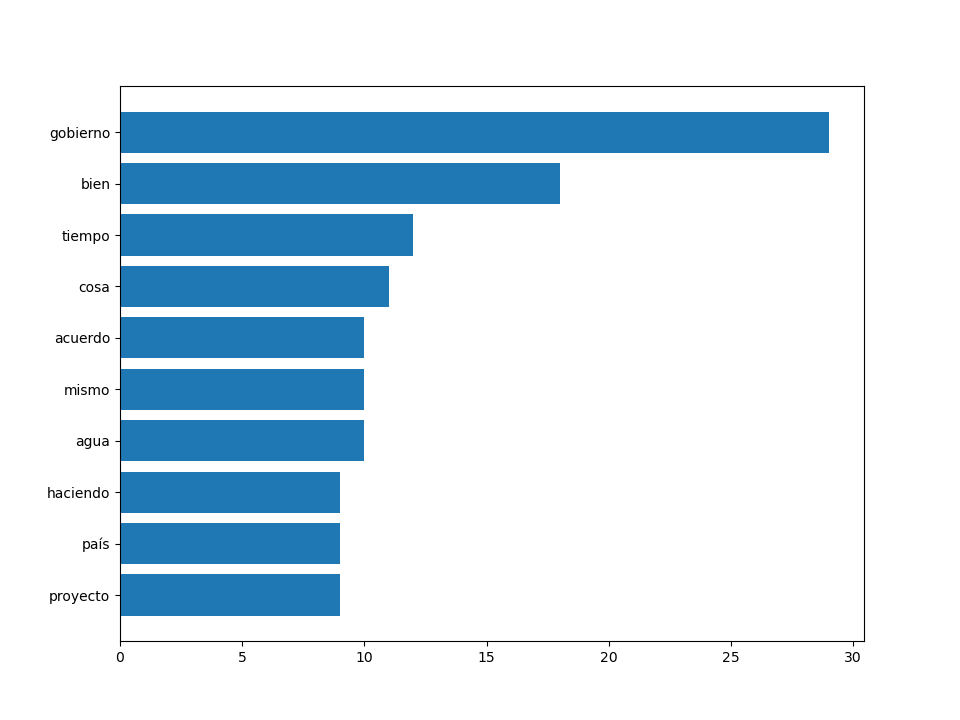 gobierno
bien
tiempo
cosa
acuerdo
mismo
agua
haciendo
país
proyecto
0 5 10 15 20 25 30